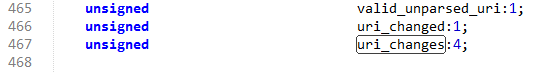 465 unsigned valid_unparsed_uri:1;
466 unsigned uri_changed:1;
467 unsigned uri_changes:4;
468